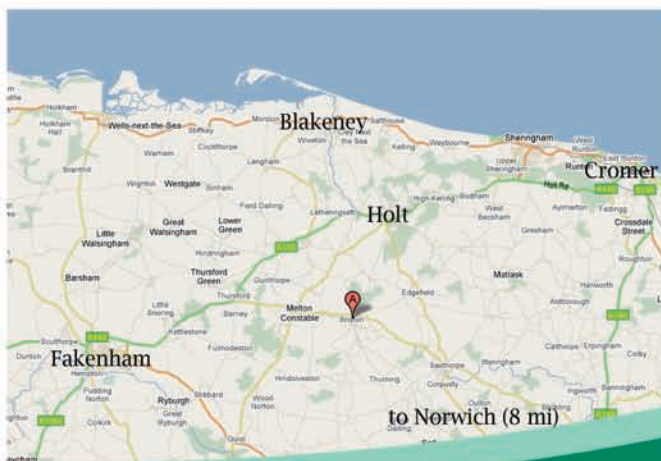 Holkham
Holkham
Hall
Wells-next-the-Sea
Stiffkey
Morston
Blakeney
Salthouse
Cley Next
the Sea
Wiveton
Cockthorpe
Warham
Langham
Kelling
Weybourne
Sheringham
West
Runton
East Runton
Upper
Sheringham
Cromer
Wighton
Westgate
Binham
Field Dalling
Letheringsett
Holt
High Kelling
Bodham
West
Beckham
Aylmerton
Felbrigg
Crossdale
Street
Gresham
Roughton
Little
Walsingham
Great
Walsingham
Lower
Green
Hindringham
Thursford
Green
Gunthorpe
Barsham
Matlask
Hanworth
Aldborough
Edgefield
A
Little
Snoring
Thursford
Barney
Melton
Constable
Briston
Kettlestone
Fulmodeston
Sculthorpe
Dunton
Fakenham
Hempton
Pudding
Norton
Ryburgh
Great
Ryburgh
Stibbard
Hindolveston
Wood
Norton
Thurning
Saxthorpe
Corpusty
Itteringham
Calthorpe
Erpingham
Colby
Ingworth
Banningham
Oulton
Colkirk
Guist
to Norwich (8 mi)